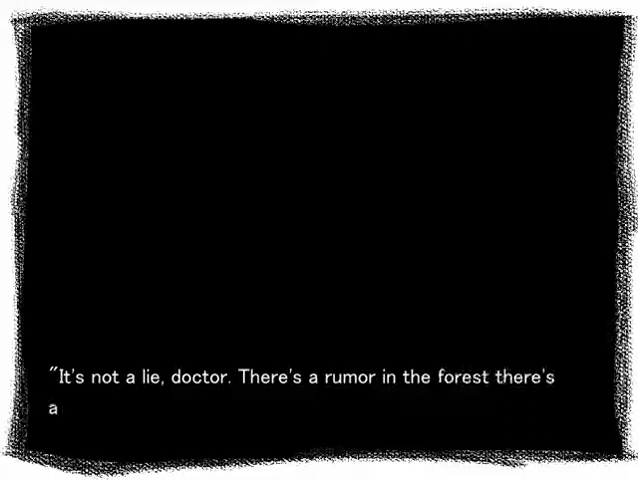 "It's not a lie, doctor. There's a rumor in the forest there's
a